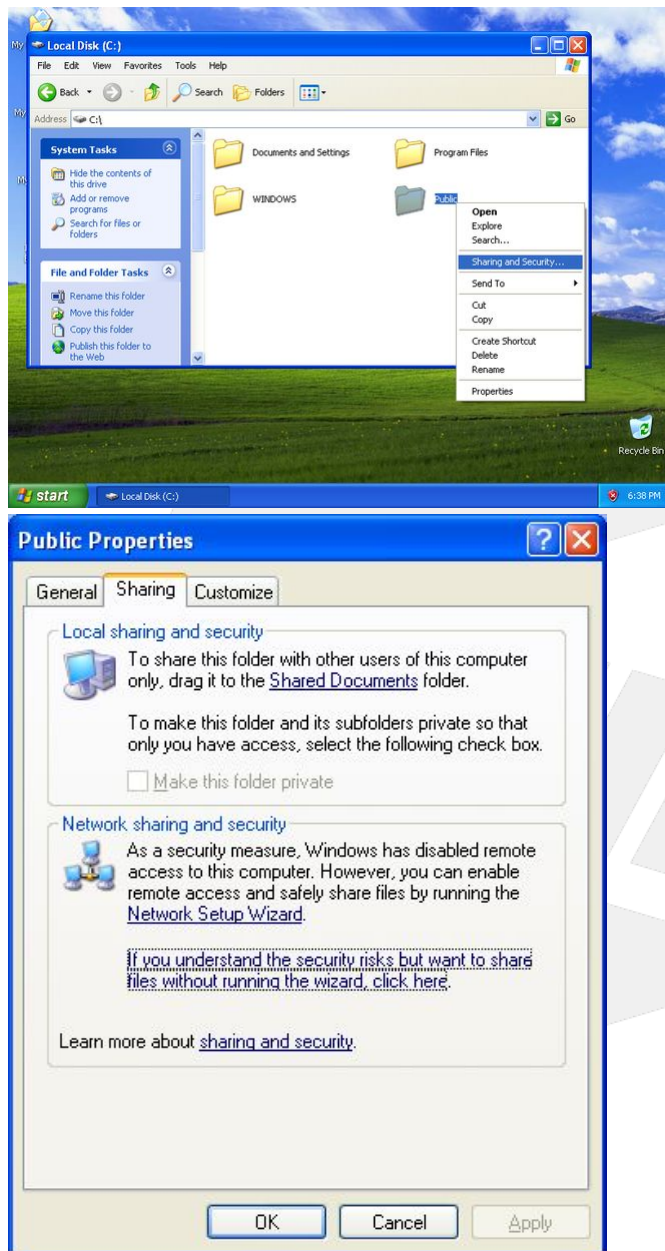 My
Local Disk (C:)
File Edit View Favorites Tools Help
Back Search Folders
My
Address C:\ Go
System Tasks
Hide the contents of
this drive
Add or remove
programs
Search for files or
folders
File and Folder Tasks
Rename this folder
Move this folder
Copy this folder
Publish this folder to
the Web
Documents and Settings Program Files
WINDOWS Public
Open
Explore
Search...
Sharing and Security...
Send To
Cut
Copy
Create Shortcut
Delete
Rename
Properties
Recycle Bin
start Local Disk (C:) 6:38 PM
Public Properties
General Sharing Customize
Local sharing and security
To share this folder with other users of this computer
only, drag it to the Shared Documents folder.
To make this folder and its subfolders private so that
only you have access, select the following check box.
Make this folder private
Network sharing and security
As a security measure, Windows has disabled remote
access to this computer. However, you can enable
remote access and safely share files by running the
Network Setup Wizard.
If you understand the security risks but want to share
files without running the wizard, click here.
Learn more about sharing and security.
OK Cancel Apply